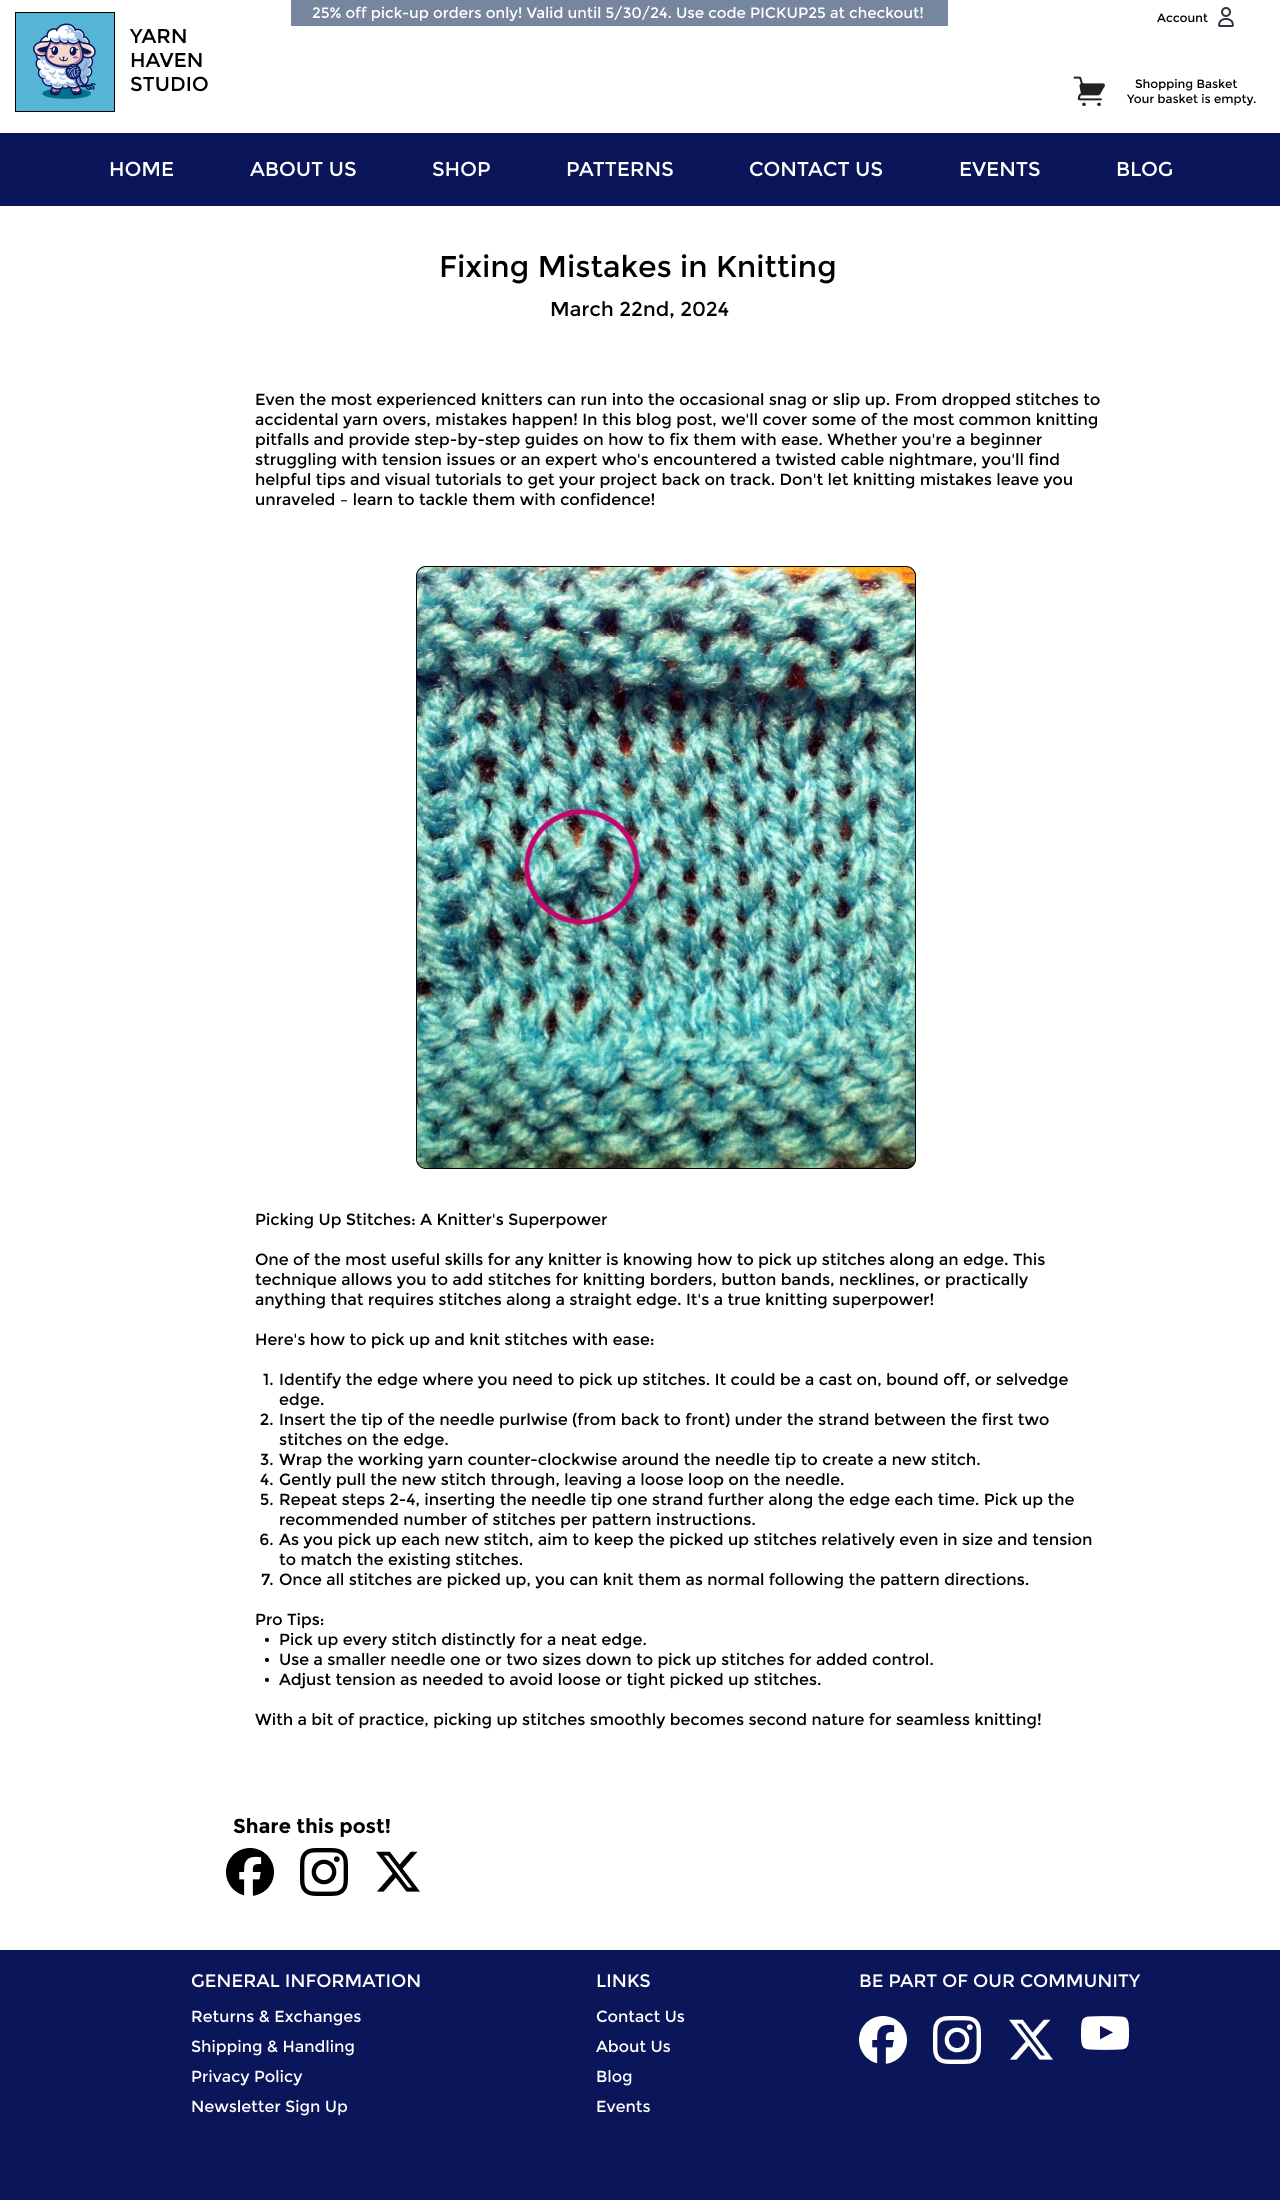 25% off pick-up orders only! Valid until 5/30/24. Use code PICKUP25 at checkout!
Account
YARN
HAVEN
STUDIO
Shopping Basket
Your basket is empty.
HOME
ABOUT US
SHOP
PATTERNS
CONTACT US
EVENTS
BLOG
Fixing Mistakes in Knitting
March 22nd, 2024
Even the most experienced knitters can run into the occasional snag or slip up. From dropped stitches to
accidental yarn overs, mistakes happen! In this blog post, we'll cover some of the most common knitting
pitfalls and provide step-by-step guides on how to fix them with ease. Whether you're a beginner
struggling with tension issues or an expert who's encountered a twisted cable nightmare, you'll find
helpful tips and visual tutorials to get your project back on track. Don't let knitting mistakes leave you
unraveled – learn to tackle them with confidence!
Picking Up Stitches: A Knitter's Superpower
One of the most useful skills for any knitter is knowing how to pick up stitches along an edge. This
technique allows you to add stitches for knitting borders, button bands, necklines, or practically
anything that requires stitches along a straight edge. It's a true knitting superpower!
Here's how to pick up and knit stitches with ease:
1. Identify the edge where you need to pick up stitches. It could be a cast on, bound off, or selvedge
edge.
2. Insert the tip of the needle purlwise (from back to front) under the strand between the first two
stitches on the edge.
3. Wrap the working yarn counter-clockwise around the needle tip to create a new stitch.
4. Gently pull the new stitch through, leaving a loose loop on the needle.
5. Repeat steps 2-4, inserting the needle tip one strand further along the edge each time. Pick up the
recommended number of stitches per pattern instructions.
6. As you pick up each new stitch, aim to keep the picked up stitches relatively even in size and tension
to match the existing stitches.
7. Once all stitches are picked up, you can knit them as normal following the pattern directions.
Pro Tips:
• Pick up every stitch distinctly for a neat edge.
• Use a smaller needle one or two sizes down to pick up stitches for added control.
• Adjust tension as needed to avoid loose or tight picked up stitches.
With a bit of practice, picking up stitches smoothly becomes second nature for seamless knitting!
Share this post!
GENERAL INFORMATION
Returns & Exchanges
Shipping & Handling
Privacy Policy
Newsletter Sign Up
LINKS
Contact Us
About Us
Blog
Events
BE PART OF OUR COMMUNITY